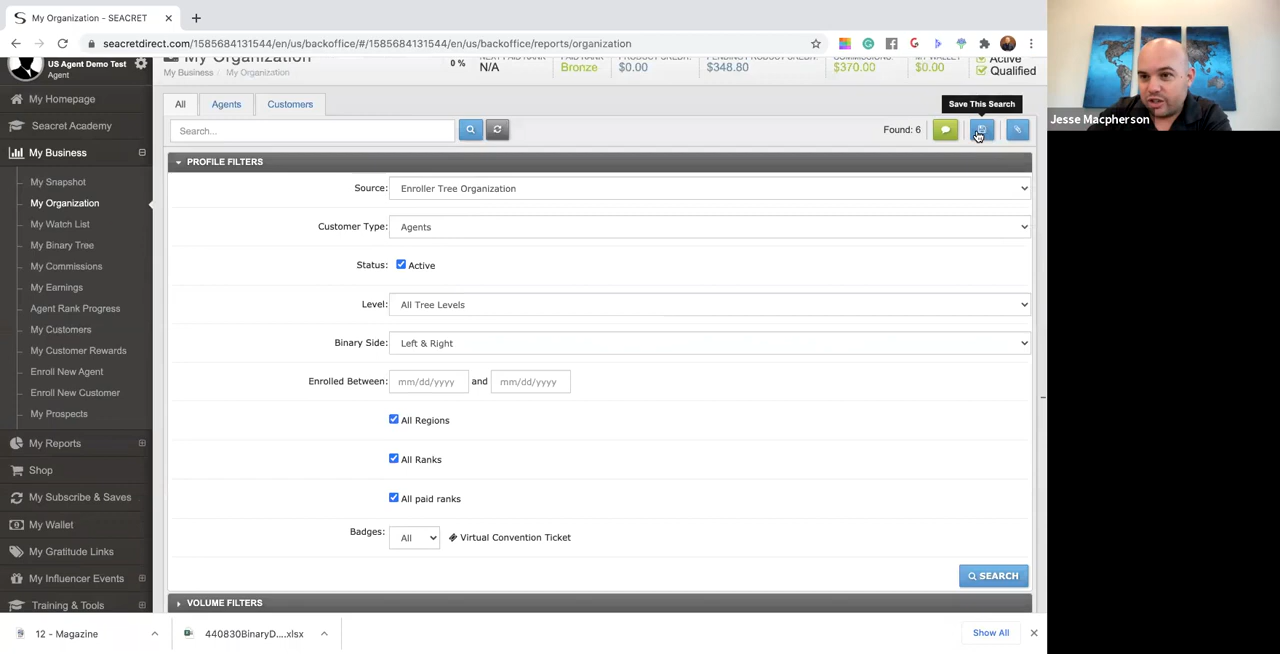 My Organization - SEACRET
seacretdirect.com/1585684131544/en/us/backoffice/#/1585684131544/en/us/backoffice/reports/organization
US Agent Demo Test
Agent
My Homepage
Seacret Academy
My Business
My Snapshot
My Organization
My Watch List
My Binary Tree
My Commissions
My Earnings
Agent Rank Progress
My Customers
My Customer Rewards
Enroll New Agent
Enroll New Customer
My Prospects
My Reports
Shop
My Subscribe & Saves
My Wallet
My Gratitude Links
My Influencer Events
Training & Tools
My Organization
My Business
My Organization
0 %
N/A
Bronze
$0.00
$348.80
$370.00
$0.00
Active
Qualified
All
Agents
Customers
Save This Search
Search...
Found: 6
PROFILE FILTERS
Source: Enroller Tree Organization
Customer Type: Agents
Status: Active
Level: All Tree Levels
Binary Side: Left & Right
Enrolled Between: mm/dd/yyyy and mm/dd/yyyy
All Regions
All Ranks
All paid ranks
Badges: All Virtual Convention Ticket
SEARCH
VOLUME FILTERS
12 - Magazine
440830BinaryD....xlsx
Show All
Jesse Macpherson